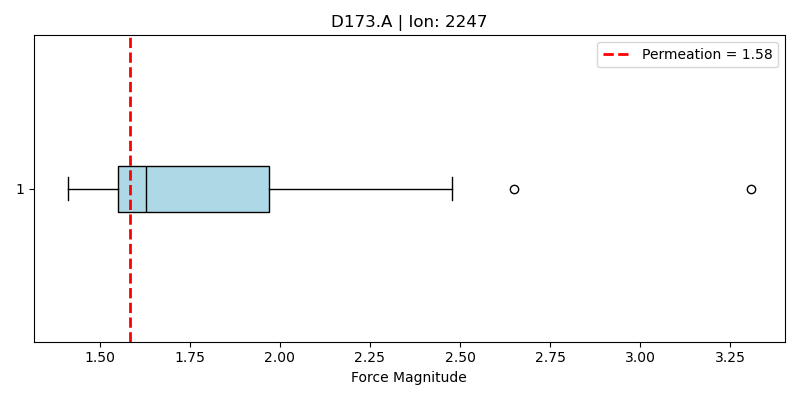 D173.A | Ion: 2247
Permeation = 1.58
1
1.50 1.75 2.00 2.25 2.50 2.75 3.00 3.25
Force Magnitude